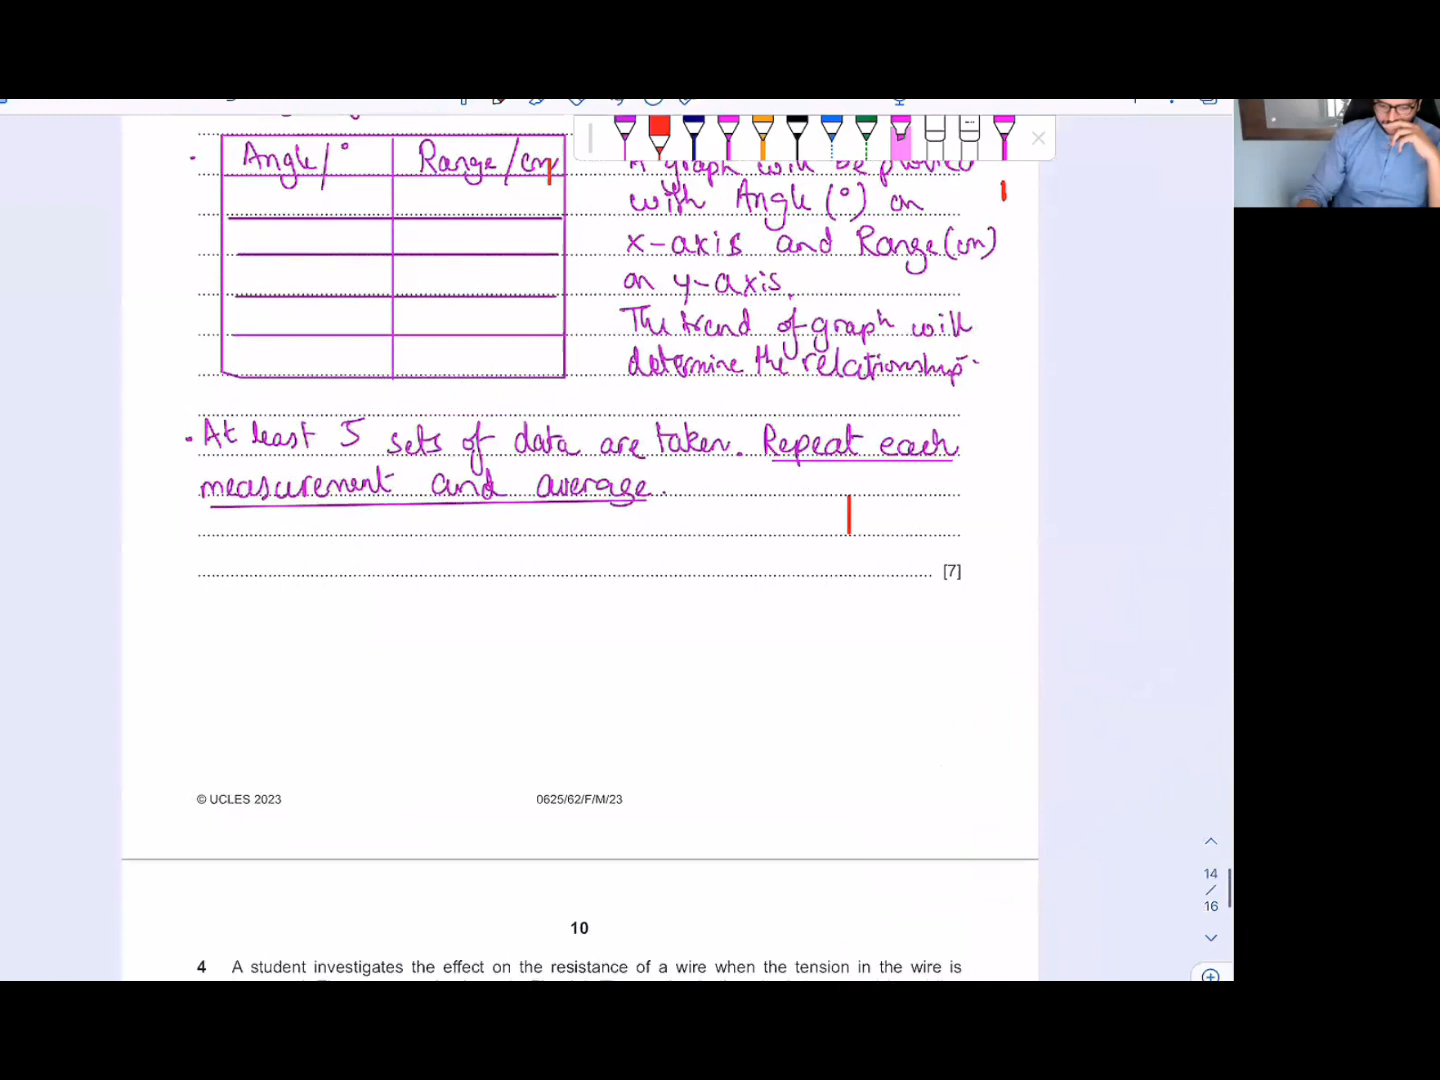 Angle/° Range/cm
A graph will be plotted
with Angle (°) on
x-axis and Range(cm)
on y-axis.
The trend of graph will
determine the relationship.
• At least 5 sets of data are taken. Repeat each
measurement and average.
[7]
© UCLES 2023 0625/62/F/M/23
14
/
16
10
4 A student investigates the effect on the resistance of a wire when the tension in the wire is